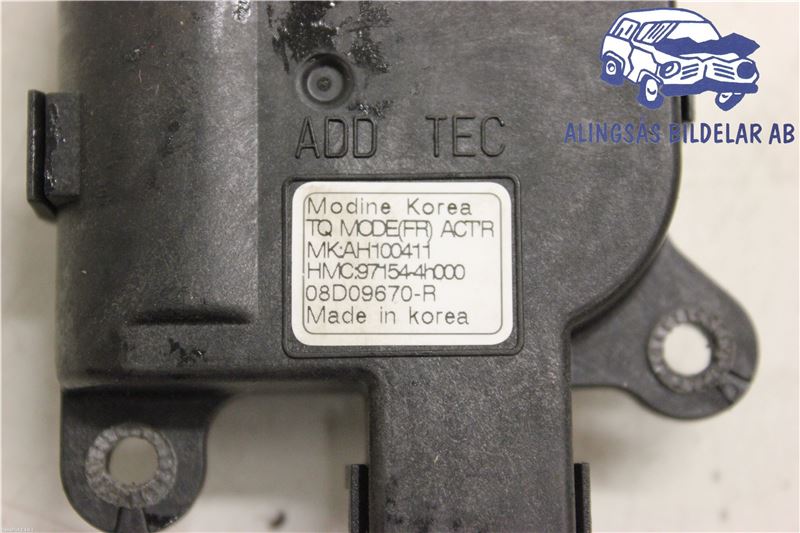 ALINGSÅS BILDELAR AB
ADD TEC
Modine Korea
TQ MODE(FR) ACT'R
MK:AH100411
HMC:97154-4h000
08D09670-R
Made in korea